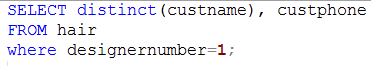 SELECT distinct(custname), custphone
FROM hair
where designernumber=1;